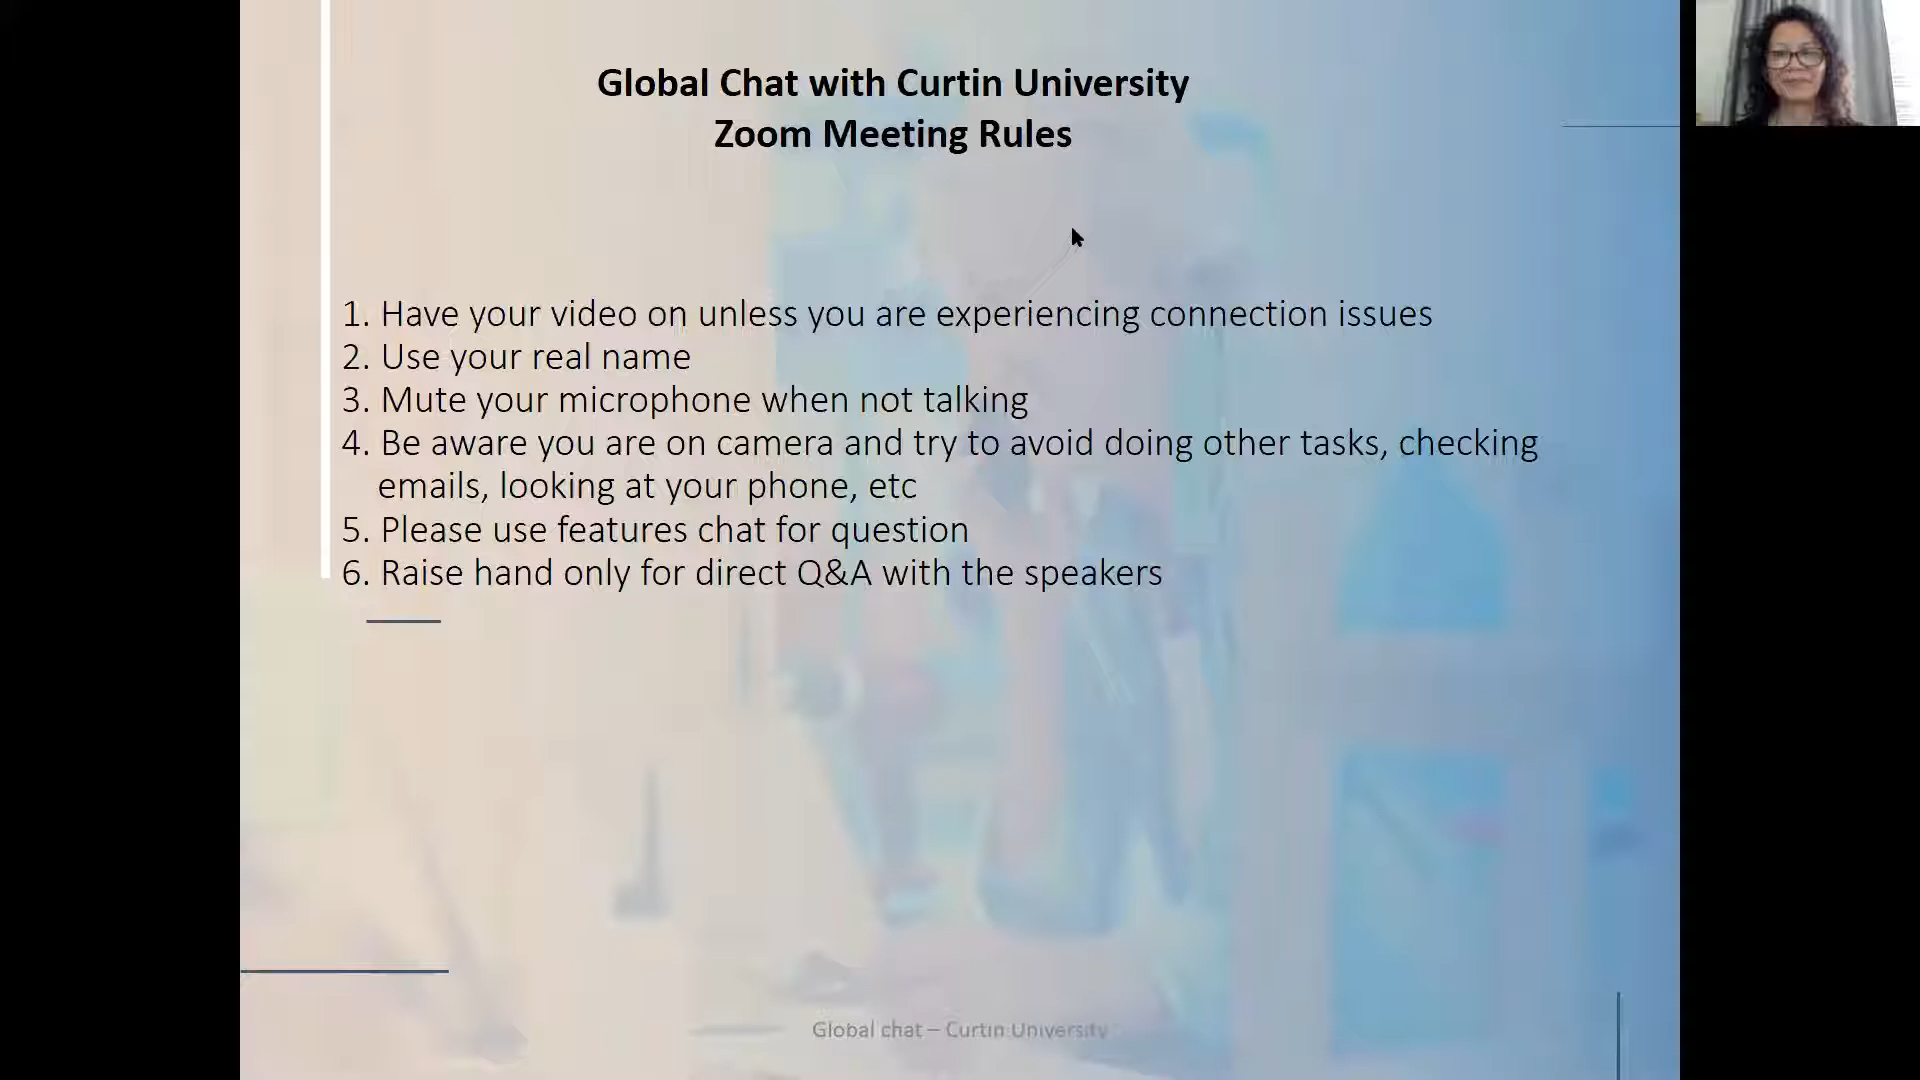 Global Chat with Curtin University
Zoom Meeting Rules
1. Have your video on unless you are experiencing connection issues
2. Use your real name
3. Mute your microphone when not talking
4. Be aware you are on camera and try to avoid doing other tasks, checking
emails, looking at your phone, etc
5. Please use features chat for question
6. Raise hand only for direct Q&A with the speakers
Global chat – Curtin University